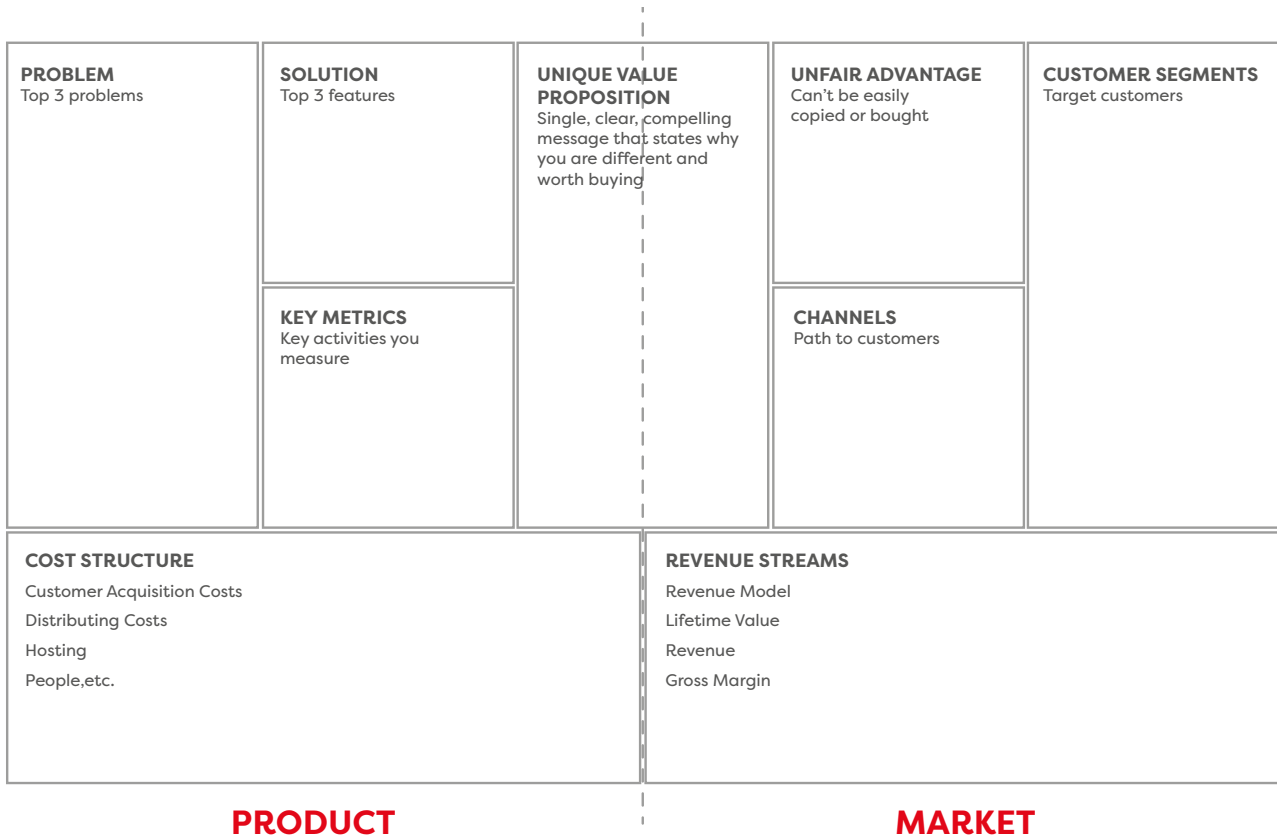 PROBLEM
Top 3 problems
SOLUTION
Top 3 features
KEY METRICS
Key activities you
measure
UNIQUE VALUE
PROPOSITION
Single, clear, compelling
message that states why
you are different and
worth buying
UNFAIR ADVANTAGE
Can't be easily
copied or bought
CHANNELS
Path to customers
CUSTOMER SEGMENTS
Target customers
COST STRUCTURE
Customer Acquisition Costs
Distributing Costs
Hosting
People,etc.
REVENUE STREAMS
Revenue Model
Lifetime Value
Revenue
Gross Margin
PRODUCT
MARKET